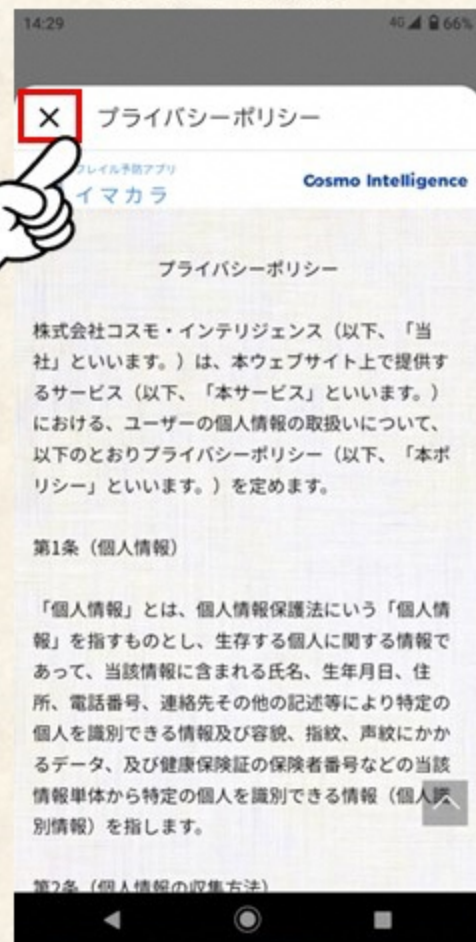 14:29 4G 66%
× プライバシーポリシー
フレイル予防アプリ
イマカラ
Cosmo Intelligence
プライバシーポリシー
株式会社コスモ・インテリジェンス(以下、「当
社」といいます。)は、本ウェブサイト上で提供す
るサービス(以下、「本サービス」といいます。)
における、ユーザーの個人情報の取扱いについて、
以下のとおりプライバシーポリシー(以下、「本ポ
リシー」といいます。)を定めます。
第1条(個人情報)
「個人情報」とは、個人情報保護法にいう「個人情
報」を指すものとし、生存する個人に関する情報で
あって、当該情報に含まれる氏名、生年月日、住
所、電話番号、連絡先その他の記述等により特定の
個人を識別できる情報及び容貌、指紋、声紋にかか
るデータ、及び健康保険証の保険者番号などの当該
情報単体から特定の個人を識別できる情報(個人識
別情報)を指します。
第2条(個人情報の収集方法)